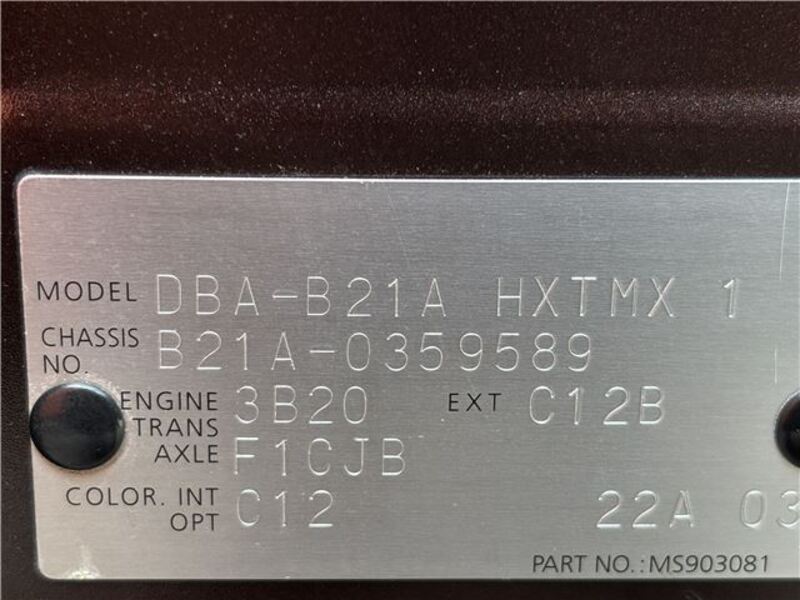 MODEL DBA-B21A HXTMX 1
CHASSIS NO. B21A-0359589
ENGINE 3B20 EXT C12B
TRANS AXLE F1CJB
COLOR. INT OPT C12 22A 03
PART NO.:MS903081